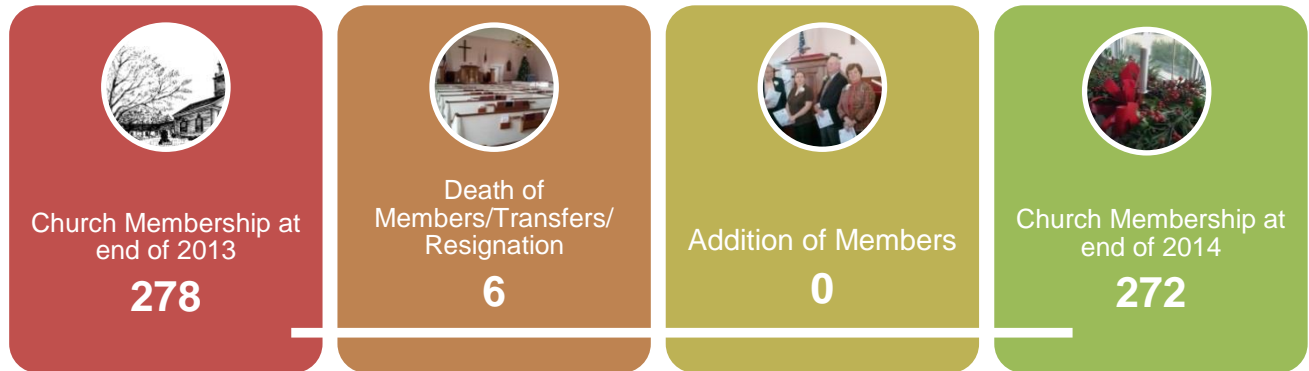 Church Membership at
end of 2013
278
Death of
Members/Transfers/
Resignation
6
Addition of Members
0
Church Membership at
end of 2014
272